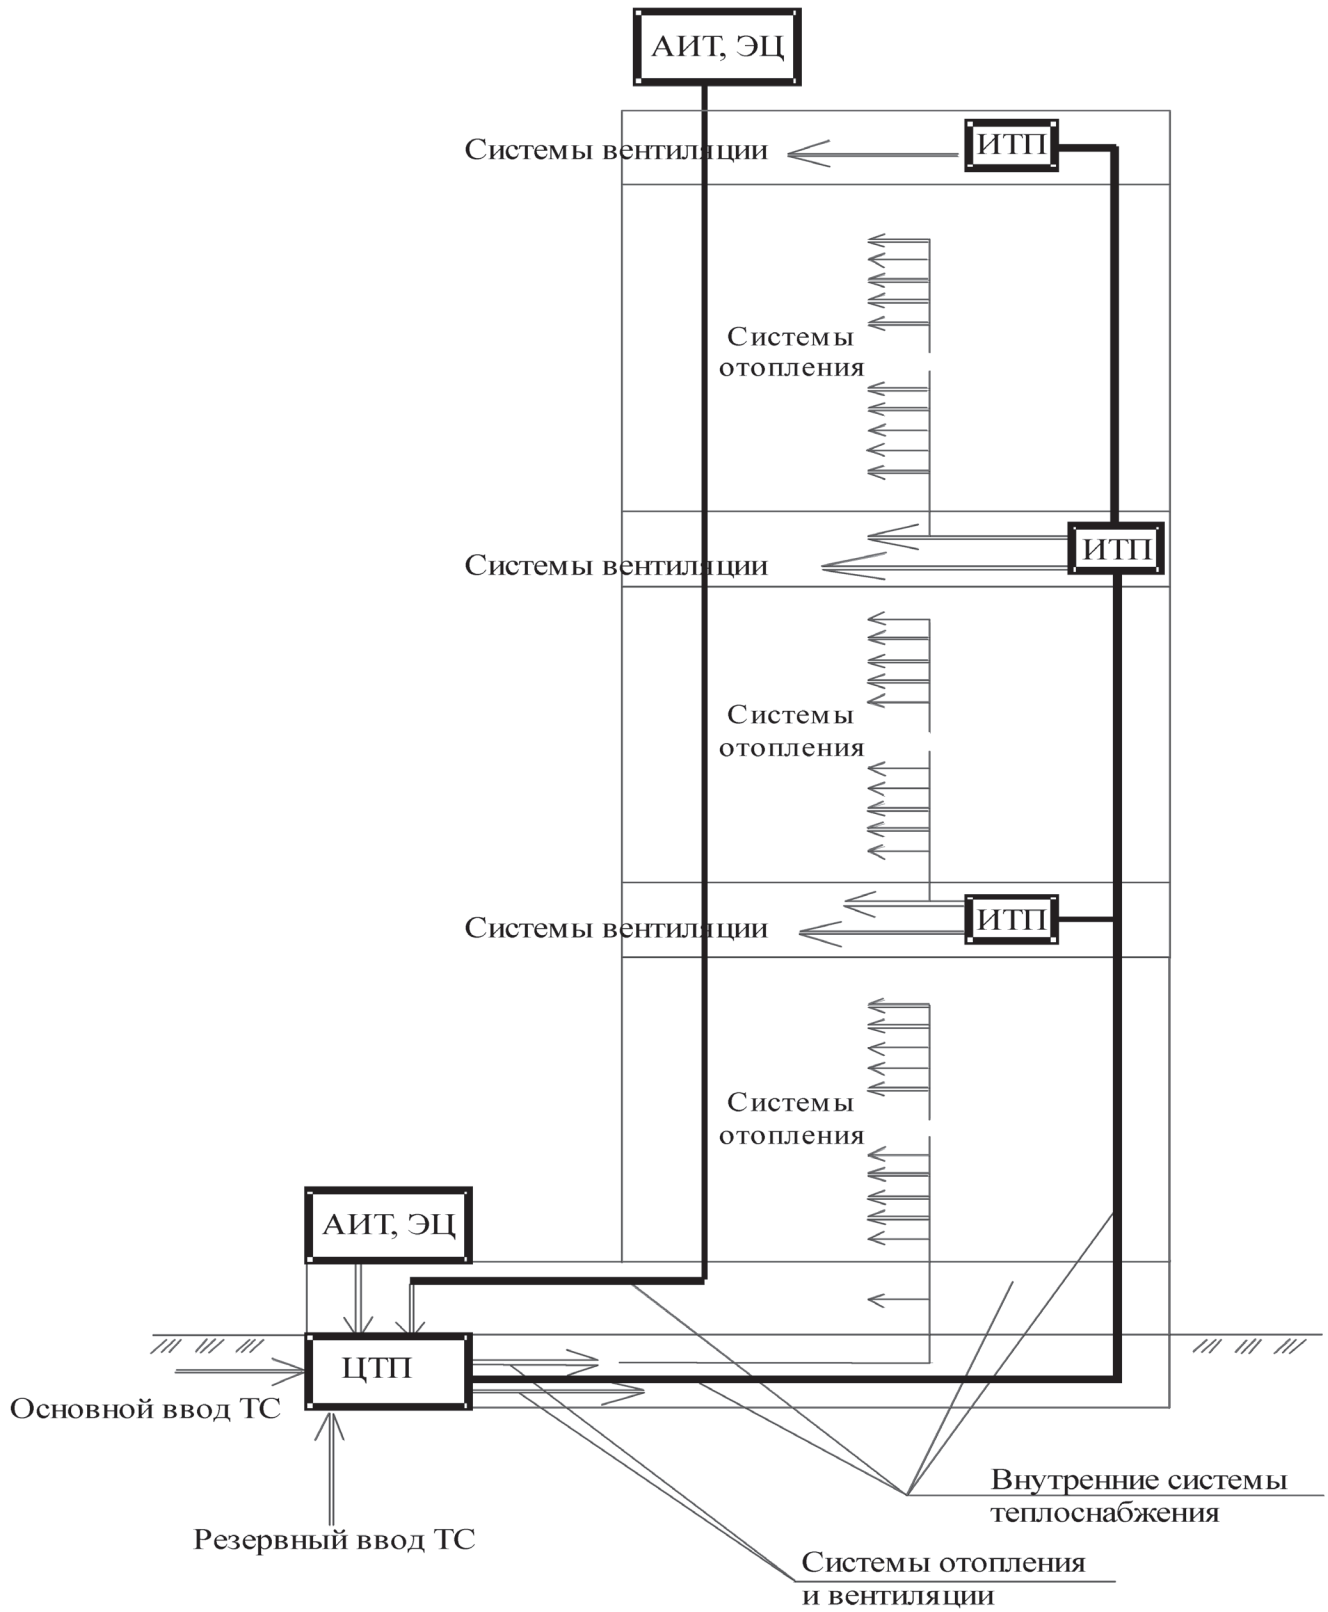 АИТ, ЭЦ
Системы вентиляции
ИТП
Системы
отопления
ИТП
Системы вентиляции
Системы
отопления
ИТП
Системы вентиляции
Системы
отопления
АИТ, ЭЦ
ЦТП
Основной ввод ТС
Резервный ввод ТС
Внутренние системы
теплоснабжения
Системы отопления
и вентиляции